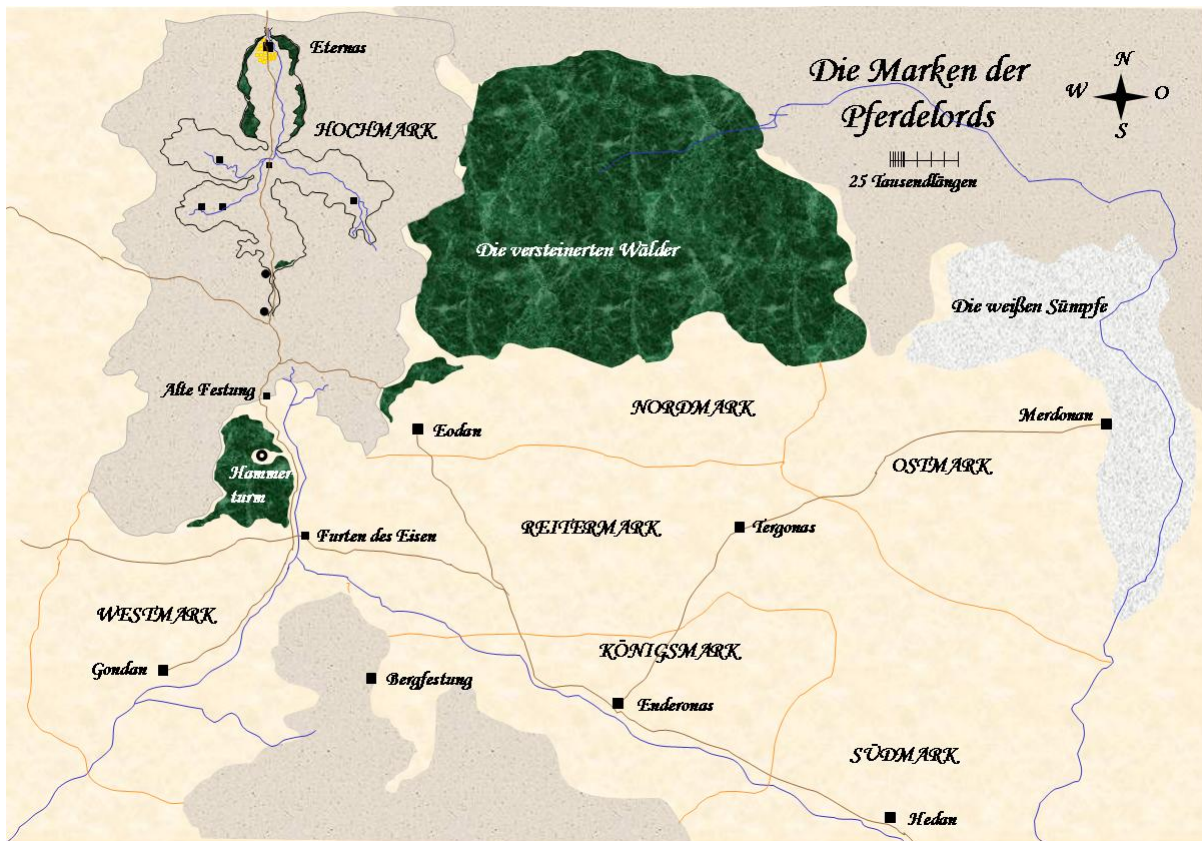 Eternas
Die Marken der
Pferdelords
N
W
O
S
HOCHMARK
25 Tausendlängen
Die versteinerten Wälder
Die weißen Sümpfe
Alte Festung
NORDMARK
Merdonan
Eodan
Hammer
turm
OSTMARK
REITERMARK
Tergonas
Furten des Eisen
WESTMARK
KÖNIGSMARK
Gondan
Bergfestung
Enderonas
SÜDMARK
Hedan